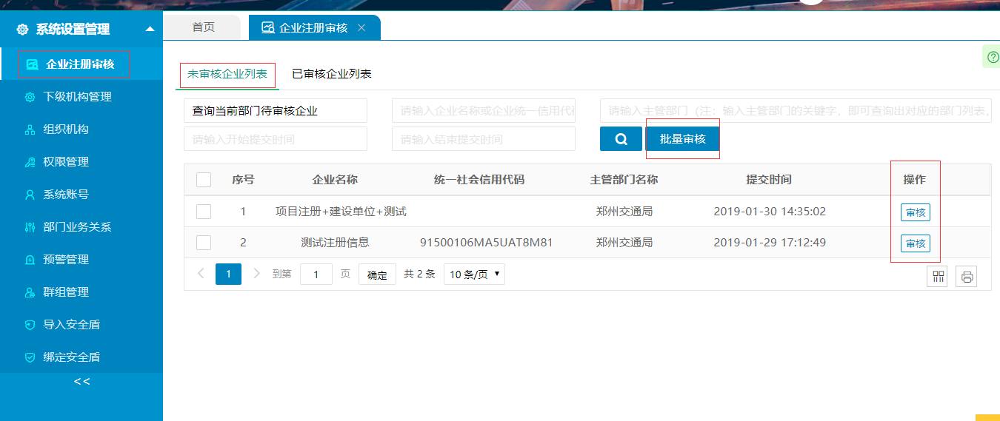 系统设置管理
首页
企业注册审核
企业注册审核
下级机构管理
组织机构
权限管理
系统账号
部门业务关系
预警管理
群组管理
导入安全盾
绑定安全盾
<<
未审核企业列表 已审核企业列表
查询当前部门待审核企业 请输入企业名称或企业统一信用代 请输入主管部门（注：输入主管部门的关键字，即可查询出对应的部门列表，
请输入开始提交时间 请输入结束提交时间 批量审核
序号 企业名称 统一社会信用代码 主管部门名称 提交时间 操作
1 项目注册+建设单位+测试 郑州交通局 2019-01-30 14:35:02 审核
2 测试注册信息 91500106MA5UAT8M81 郑州交通局 2019-01-29 17:12:49 审核
1 到第 1 页 确定 共 2 条 10 条/页